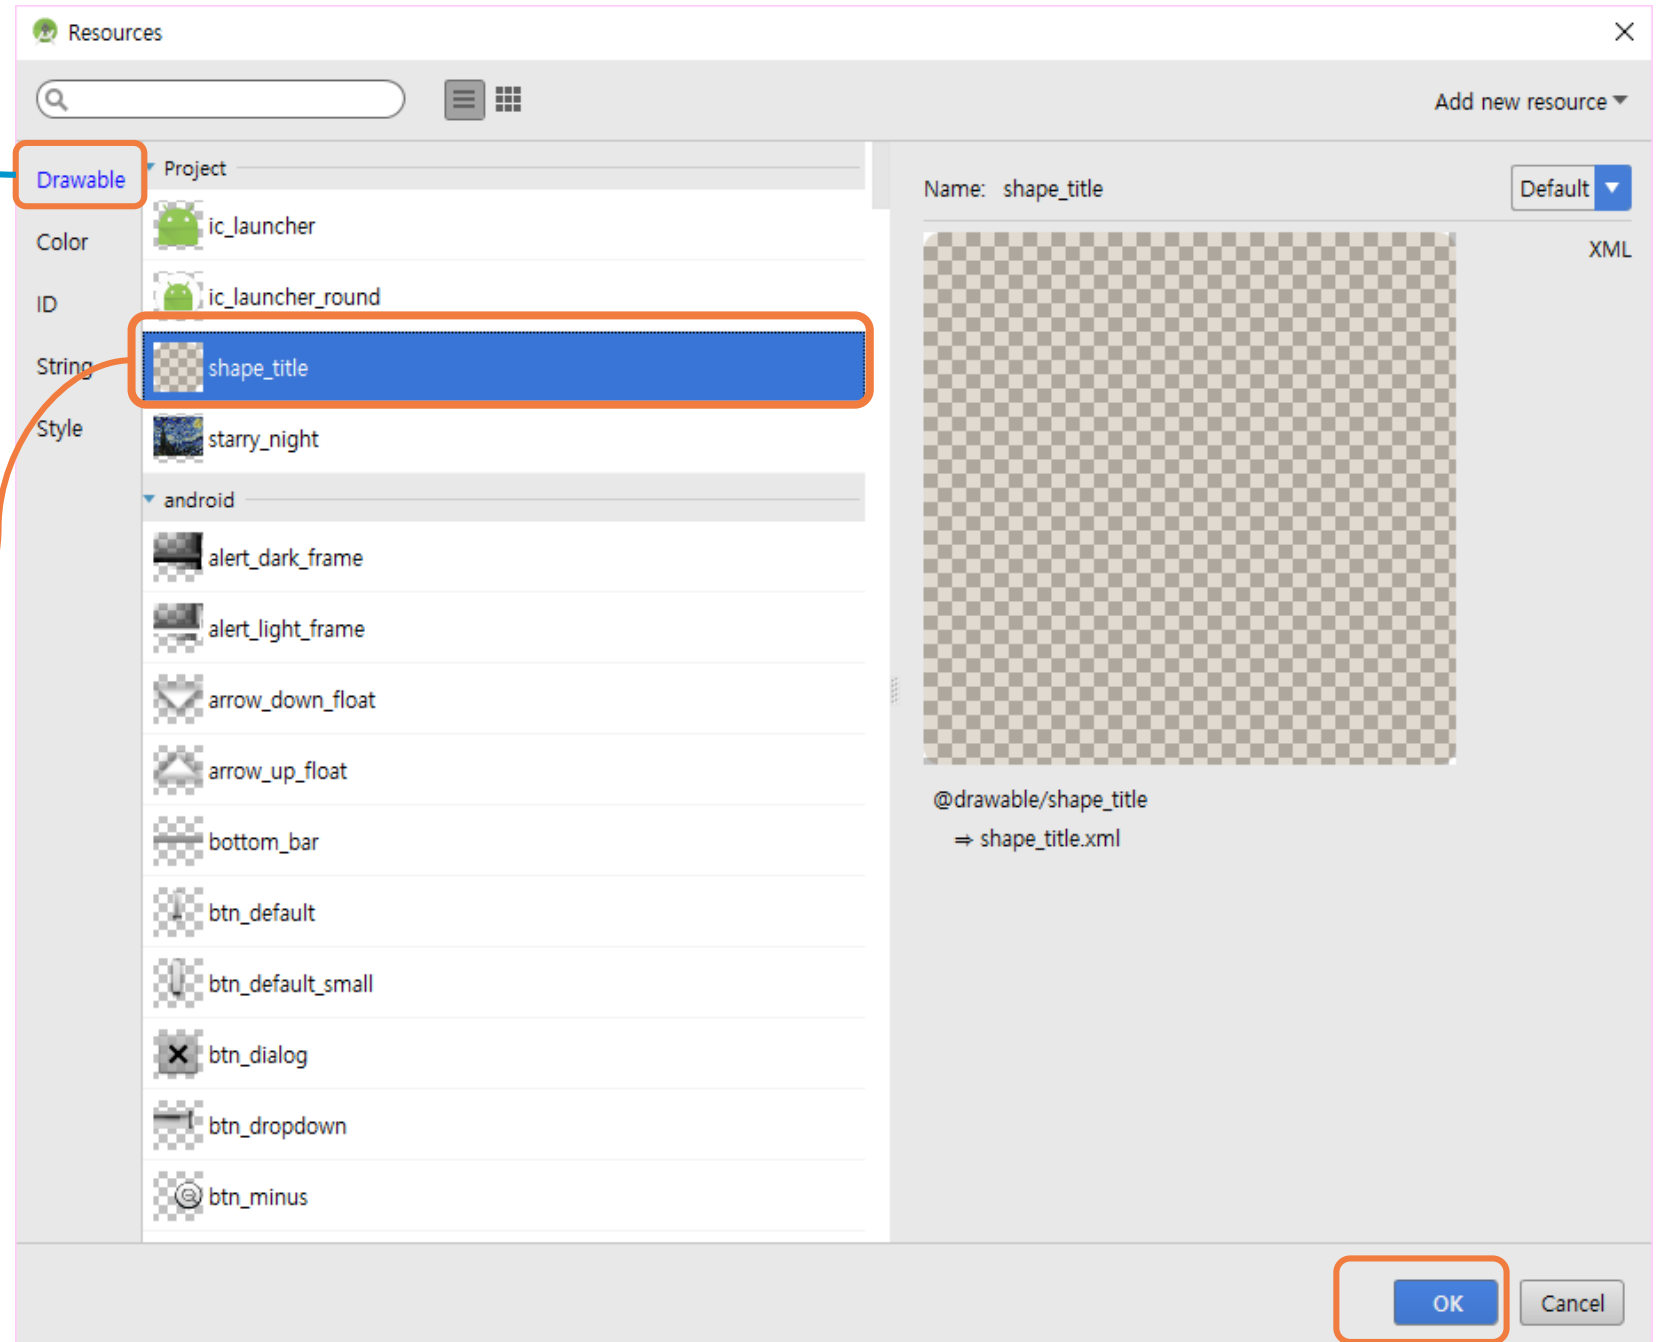 Resources
Add new resource
Drawable
Color
ID
String
Style
Project
ic_launcher
ic_launcher_round
shape_title
starry_night
android
alert_dark_frame
alert_light_frame
arrow_down_float
arrow_up_float
bottom_bar
btn_default
btn_default_small
btn_dialog
btn_dropdown
btn_minus
Name: shape_title
Default
XML
@drawable/shape_title
⇒ shape_title.xml
OK
Cancel